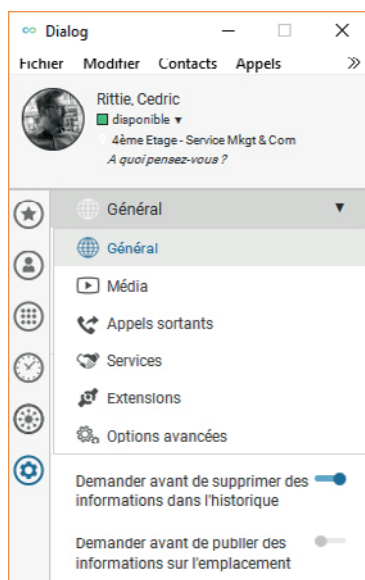 Dialog
Fichier Modifier Contacts Appels
Rittie, Cedric
disponible
4ème Etage - Service Mkgt & Com
A quoi pensez-vous ?
Général
Général
Média
Appels sortants
Services
Extensions
Options avancées
Demander avant de supprimer des
informations dans l'historique
Demander avant de publier des
informations sur l'emplacement